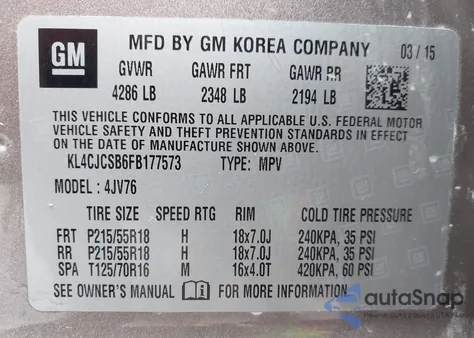 GM
MFD BY GM KOREA COMPANY 03 / 15
GVWR GAWR FRT GAWR RR
4286 LB 2348 LB 2194 LB
THIS VEHICLE CONFORMS TO ALL APPLICABLE U.S. FEDERAL MOTOR
VEHICLE SAFETY AND THEFT PREVENTION STANDARDS IN EFFECT
ON THE DATE OF MANUFACTURE SHOWN ABOVE.
KL4CJCSB6FB177573 TYPE: MPV
MODEL : 4JV76
TIRE SIZE SPEED RTG RIM COLD TIRE PRESSURE
FRT P215/55R18 H 18x7.0J 240KPA, 35 PSI
RR P215/55R18 H 18x7.0J 240KPA, 35 PSI
SPA T125/70R16 M 16x4.0T 420KPA, 60 PSI
SEE OWNER'S MANUAL FOR MORE INFORMATION
autoSnap